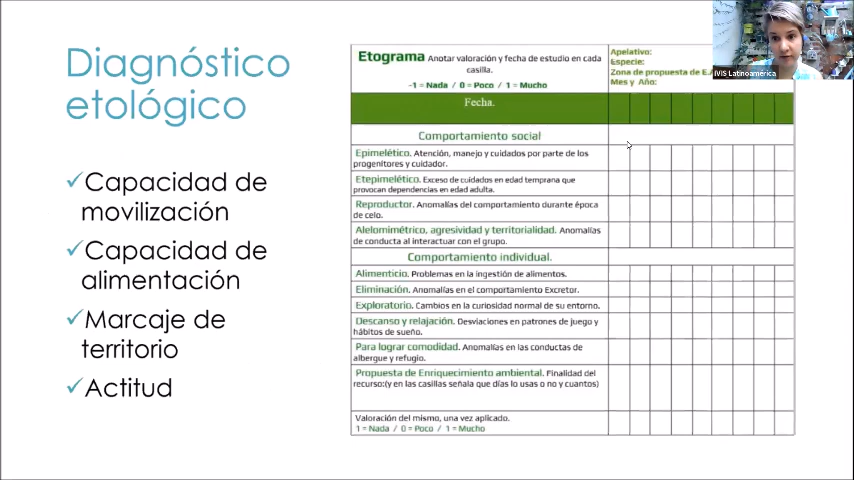 Diagnóstico
etológico
✓Capacidad de
movilización
✓Capacidad de
alimentación
✓Marcaje de
territorio
✓Actitud
Etograma Anotar valoración y fecha de estudio en cada
casilla.
-1 = Nada / 0 = Poco / 1 = Mucho
Apelativo:
Especie:
Zona de propuesta de E.A
Mes y Año:
IVIS Latinoamérica
Fecha.
Comportamiento social
Epimelético. Atención, manejo y cuidados por parte de los
progenitores y cuidador.
Etepimelético. Exceso de cuidados en edad temprana que
provocan dependencias en edad adulta.
Reproductor. Anomalías del comportamiento durante época
de celo.
Alelomimétrico, agresividad y territorialidad. Anomalías
de conducta al interactuar con el grupo.
Comportamiento individual.
Alimenticio. Problemas en la ingestión de alimentos.
Eliminación. Anomalías en el comportamiento Excretor.
Exploratorio. Cambios en la curiosidad normal de su entorno.
Descanso y relajación. Desviaciones en patrones de juego y
hábitos de sueño.
Para lograr comodidad. Anomalías en las conductas de
albergue y refugio.
Propuesta de Enriquecimiento ambiental. Finalidad del
recurso:(y en las casillas señala que días lo usas o no y cuantos)
Valoración del mismo, una vez aplicado.
1 = Nada / 0 = Poco / 1 = Mucho